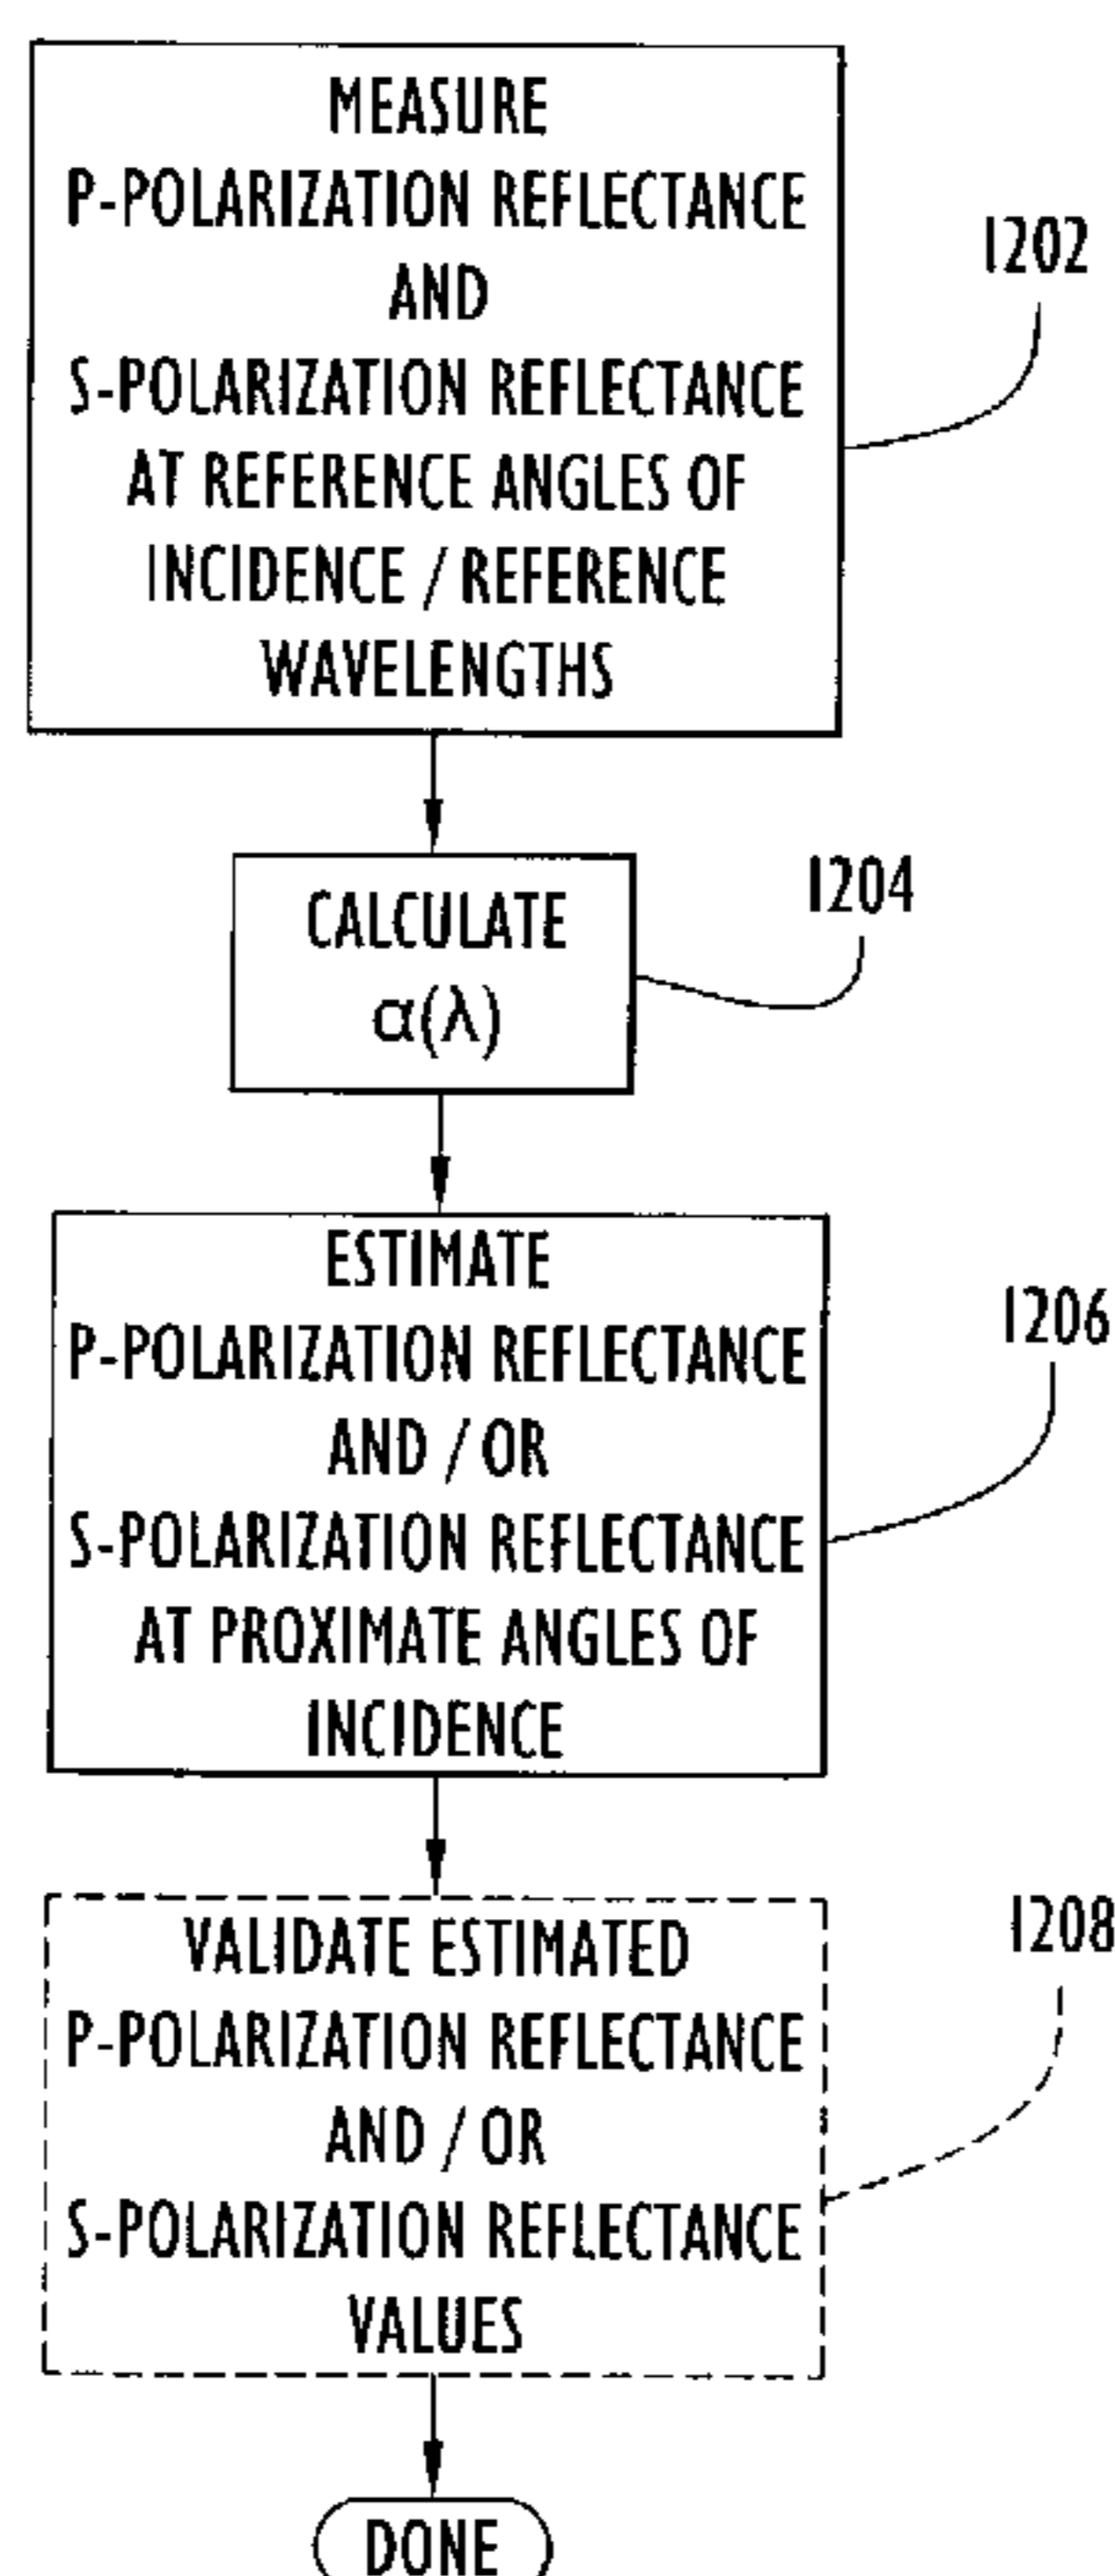 MEASURE
P-POLARIZATION REFLECTANCE
AND
S-POLARIZATION REFLECTANCE
AT REFERENCE ANGLES OF
INCIDENCE / REFERENCE
WAVELENGTHS
1202
CALCULATE
α(λ)
1204
ESTIMATE
P-POLARIZATION REFLECTANCE
AND / OR
S-POLARIZATION REFLECTANCE
AT PROXIMATE ANGLES OF
INCIDENCE
1206
VALIDATE ESTIMATED
P-POLARIZATION REFLECTANCE
AND / OR
S-POLARIZATION REFLECTANCE
VALUES
1208
DONE